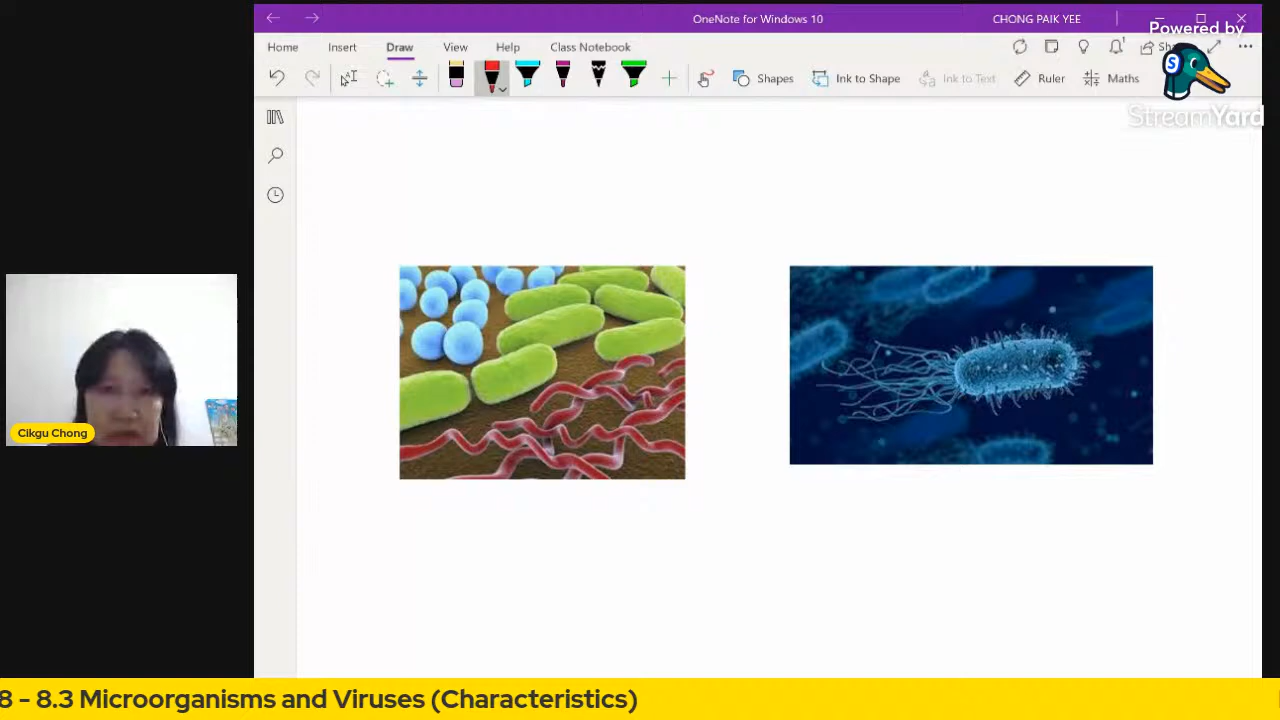 OneNote for Windows 10
CHONG PAIK YEE
Powered by
Home Insert Draw View Help Class Notebook
Shapes Ink to Shape Ink to Text Ruler Maths
StreamYard
Cikgu Chong
8 - 8.3 Microorganisms and Viruses (Characteristics)